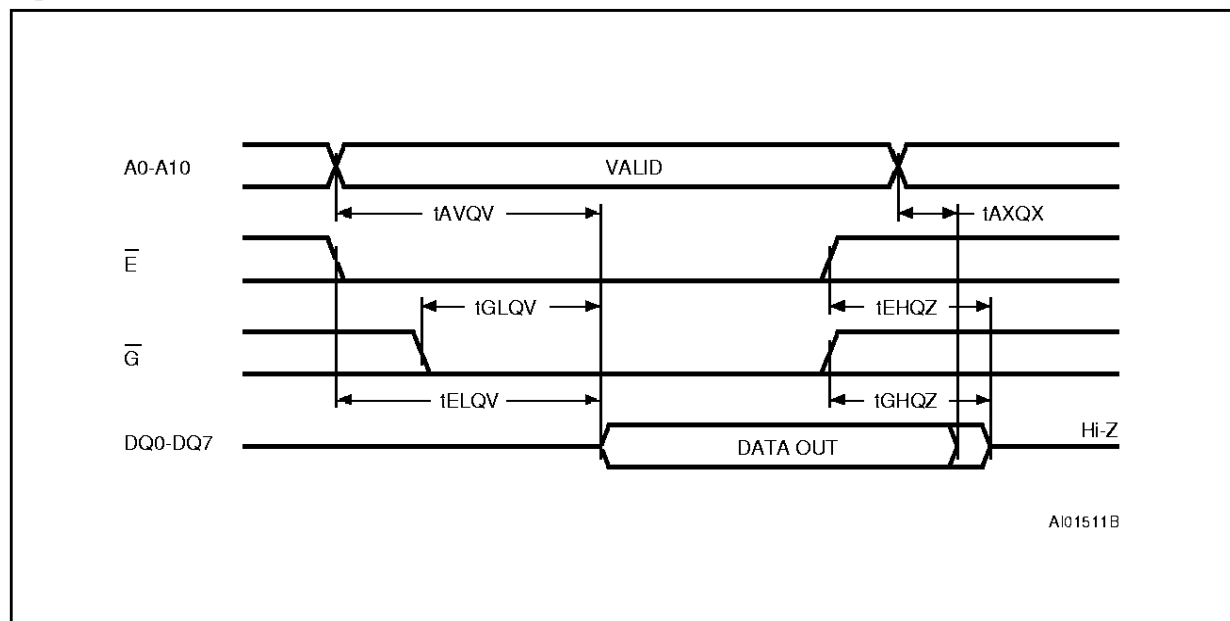 A0-A10
VALID
tAVQV
tAXQX
E̅
tGLQV
tEHQZ
G̅
tELQV
tGHQZ
DQ0-DQ7
DATA OUT
Hi-Z
AI01511B